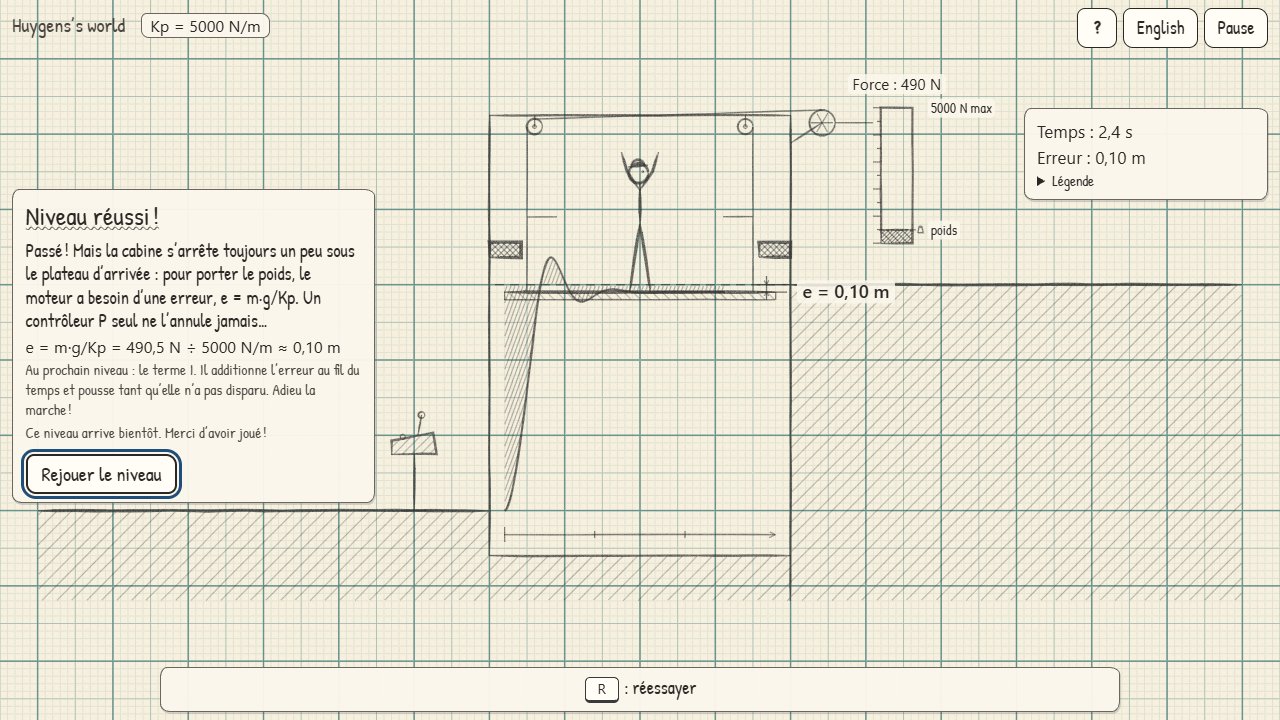 Huygens's world
Kp = 5000 N/m
?
English
Pause
Force : 490 N
5000 N max
poids
Temps : 2,4 s
Erreur : 0,10 m
▶ Légende
Niveau réussi !
Passé ! Mais la cabine s'arrête toujours un peu sous
le plateau d'arrivée : pour porter le poids, le
moteur a besoin d'une erreur, e = m·g/Kp. Un
contrôleur P seul ne l'annule jamais…
e = m·g/Kp = 490,5 N ÷ 5000 N/m ≈ 0,10 m
Au prochain niveau : le terme I. Il additionne l'erreur au fil du
temps et pousse tant qu'elle n'a pas disparu. Adieu la
marche !
Ce niveau arrive bientôt. Merci d'avoir joué !
Rejouer le niveau
e = 0,10 m
R : réessayer